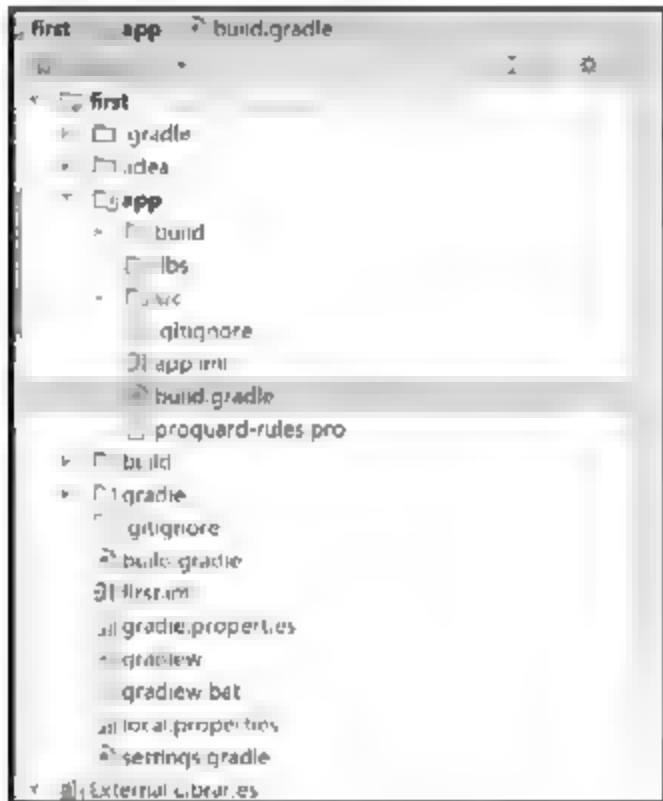 first app build.gradle
first
.gradle
.idea
app
build
libs
src
.gitignore
app.iml
build.gradle
proguard-rules.pro
build
gradle
.gitignore
build.gradle
first.iml
gradle.properties
gradlew
gradlew.bat
local.properties
settings.gradle
External Libraries